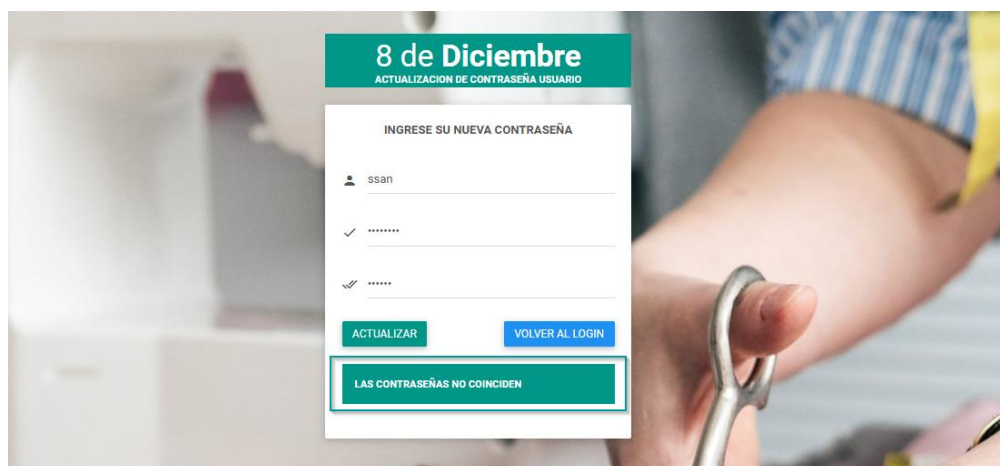 8 de Diciembre
ACTUALIZACION DE CONTRASEÑA USUARIO
INGRESE SU NUEVA CONTRASEÑA
ssan
••••••••
••••••
ACTUALIZAR
VOLVER AL LOGIN
LAS CONTRASEÑAS NO COINCIDEN